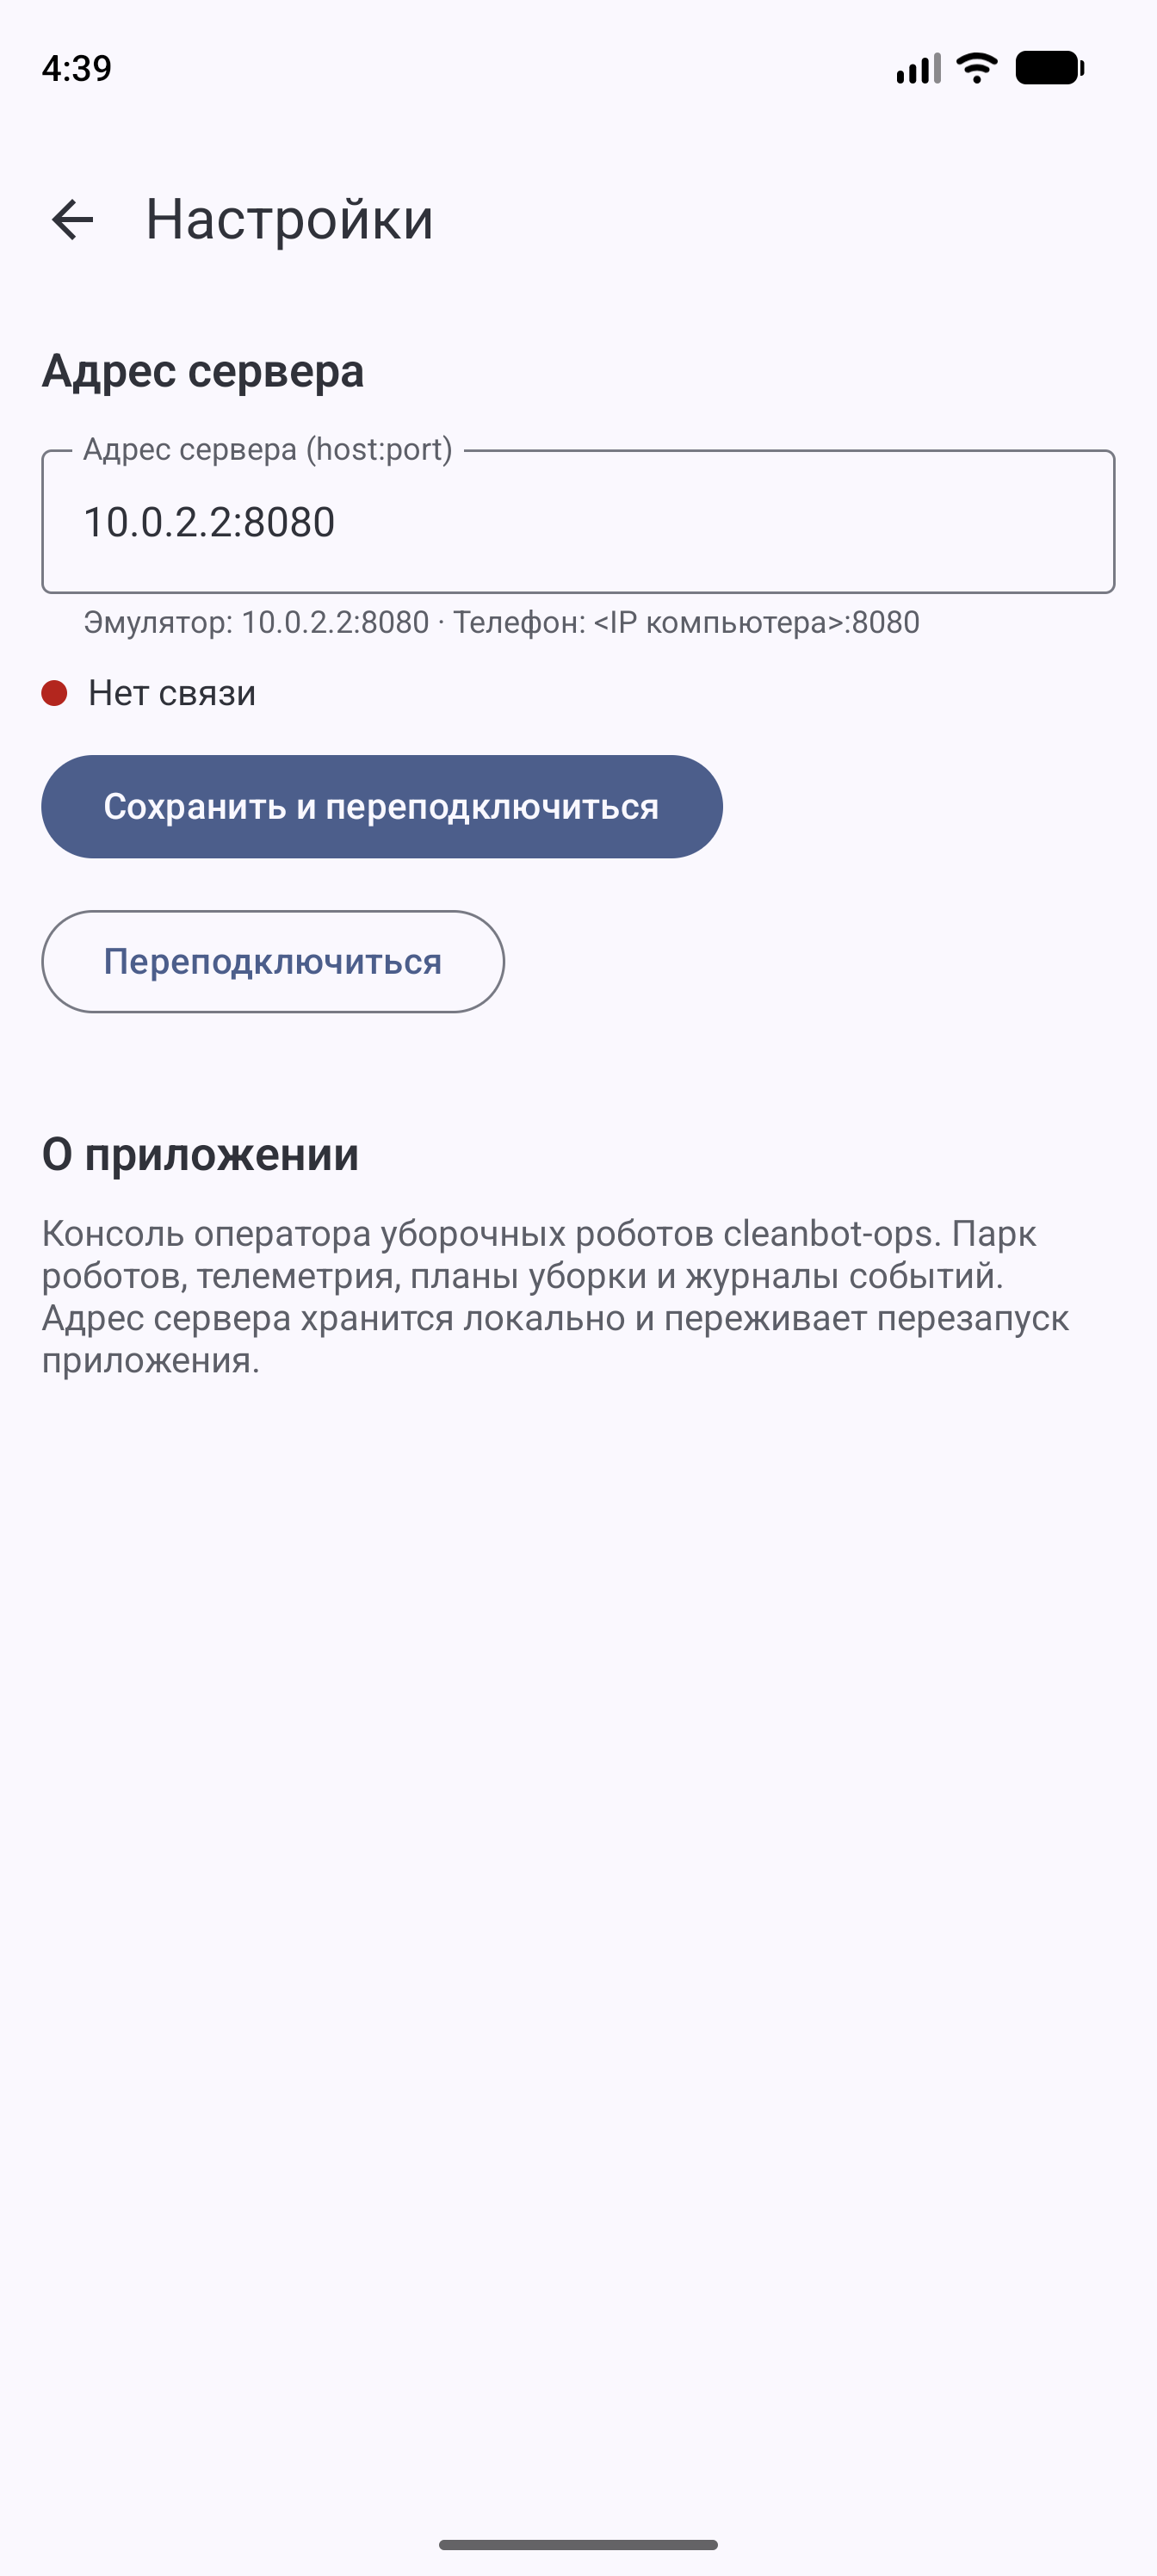 4:39
Настройки
Адрес сервера
Адрес сервера (host:port)
10.0.2.2:8080
Эмулятор: 10.0.2.2:8080 · Телефон: <IP компьютера>:8080
Нет связи
Сохранить и переподключиться
Переподключиться
О приложении
Консоль оператора уборочных роботов cleanbot-ops. Парк
роботов, телеметрия, планы уборки и журналы событий.
Адрес сервера хранится локально и переживает перезапуск
приложения.